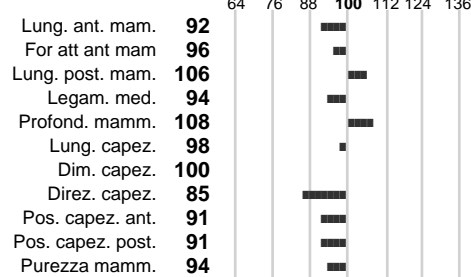 64 76 88 100 112 124 136
Lung. ant. mam. 92
For att ant mam 96
Lung. post. mam. 106
Legam. med. 94
Profond. mamm. 108
Lung. capez. 98
Dim. capez. 100
Direz. capez. 85
Pos. capez. ant. 91
Pos. capez. post. 91
Purezza mamm. 94